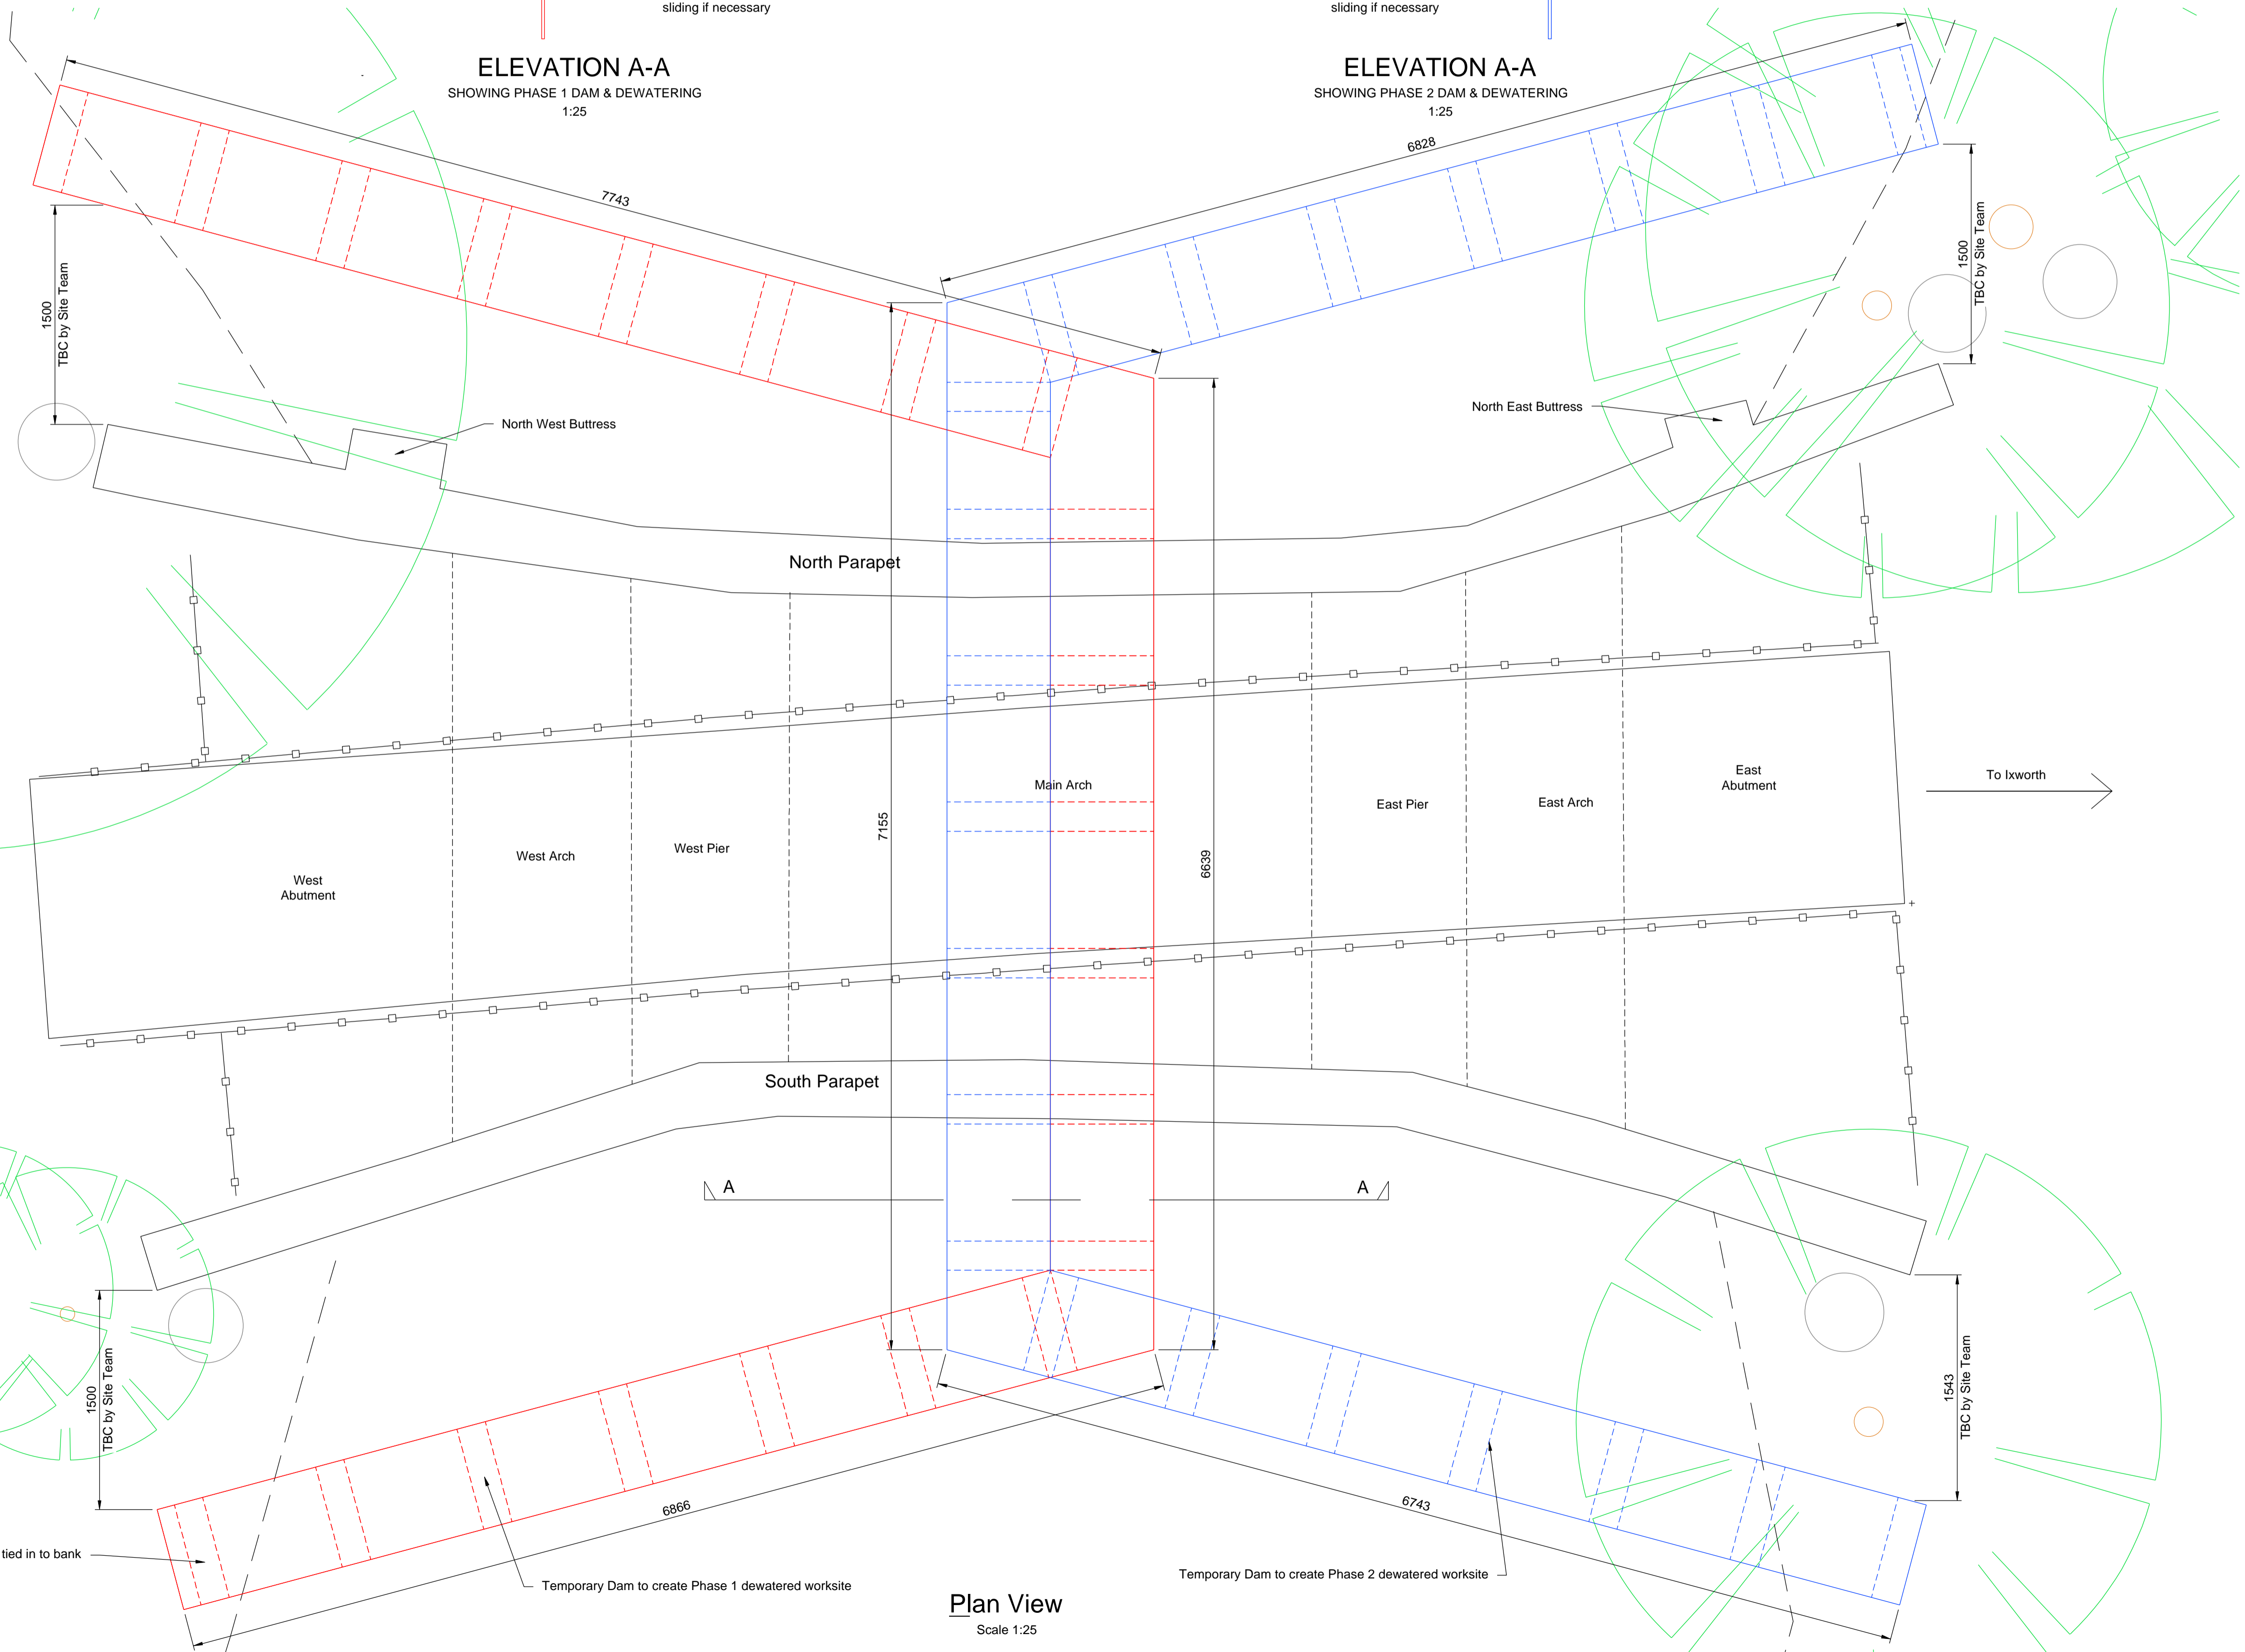 sliding if necessary
sliding if necessary
ELEVATION A-A
SHOWING PHASE 1 DAM & DEWATERING
1:25
ELEVATION A-A
SHOWING PHASE 2 DAM & DEWATERING
1:25
7743
6828
1500
TBC by Site Team
1500
TBC by Site Team
North West Buttress
North East Buttress
North Parapet
Main Arch
East
Abutment
To Ixworth
East Pier
East Arch
7155
6639
West Arch
West Pier
West
Abutment
South Parapet
A
A
1500
TBC by Site Team
1543
TBC by Site Team
6866
6743
tied in to bank
Temporary Dam to create Phase 1 dewatered worksite
Temporary Dam to create Phase 2 dewatered worksite
Plan View
Scale 1:25